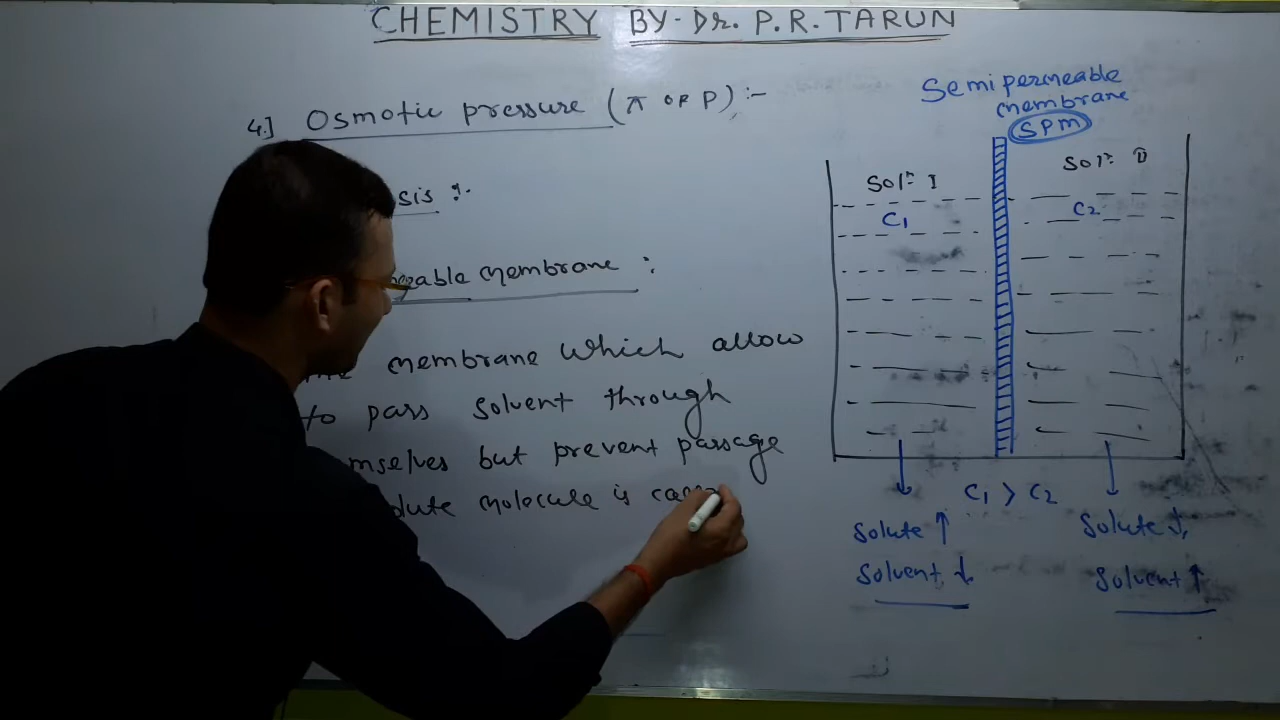 CHEMISTRY BY- Dr. P.R. TARUN
4.] Osmotic pressure (π or P) :-
sis :-
eable membrane :
membrane which allow
to pass solvent through
mselves but prevent passage
lute molecule is ca
Semipermeable
membrane
SPM
Solⁿ: I
Solⁿ: II
C₁
C₂
C₁ > C₂
Solute ↑
Solvent ↓
Solute ↓
Solvent ↑